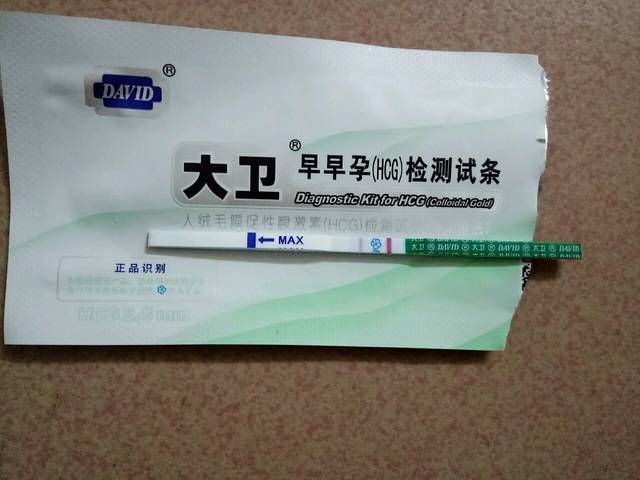 DAVID ®
大卫® 早早孕(HCG)检测试条
Diagnostic Kit for HCG (Colloidal Gold)
人绒毛膜促性腺激素(HCG)检测试
MAX
DAVID ® 大卫 ® DAVID ® 大卫 ® DAVID
正品识别
HCG2.5mm